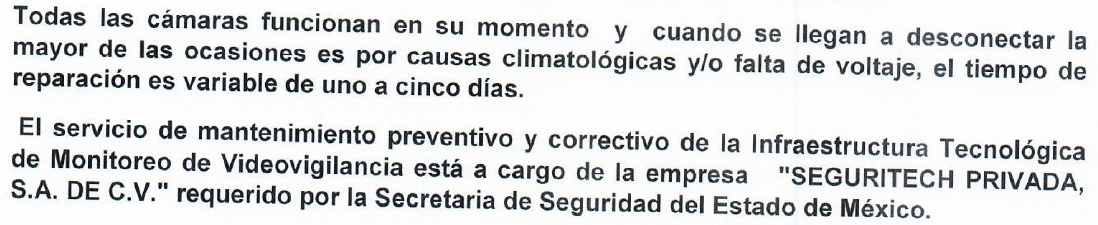 Todas las cámaras funcionan en su momento y cuando se llegan a desconectar la
mayor de las ocasiones es por causas climatológicas y/o falta de voltaje, el tiempo de
reparación es variable de uno a cinco días.
El servicio de mantenimiento preventivo y correctivo de la Infraestructura Tecnológica
de Monitoreo de Videovigilancia está a cargo de la empresa "SEGURITECH PRIVADA,
S.A. DE C.V." requerido por la Secretaria de Seguridad del Estado de México.